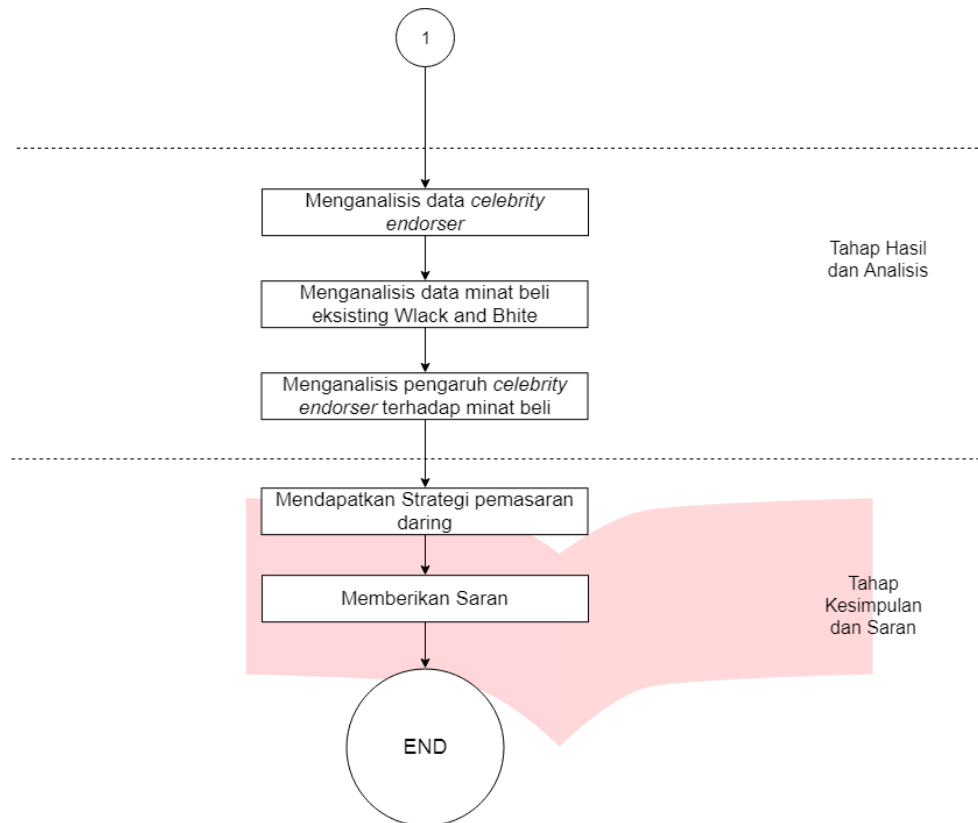 1
Menganalisis data celebrity
endorser
Tahap Hasil
dan Analisis
Menganalisis data minat beli
eksisting Wlack and Bhite
Menganalisis pengaruh celebrity
endorser terhadap minat beli
Mendapatkan Strategi pemasaran
daring
Memberikan Saran
Tahap
Kesimpulan
dan Saran
END